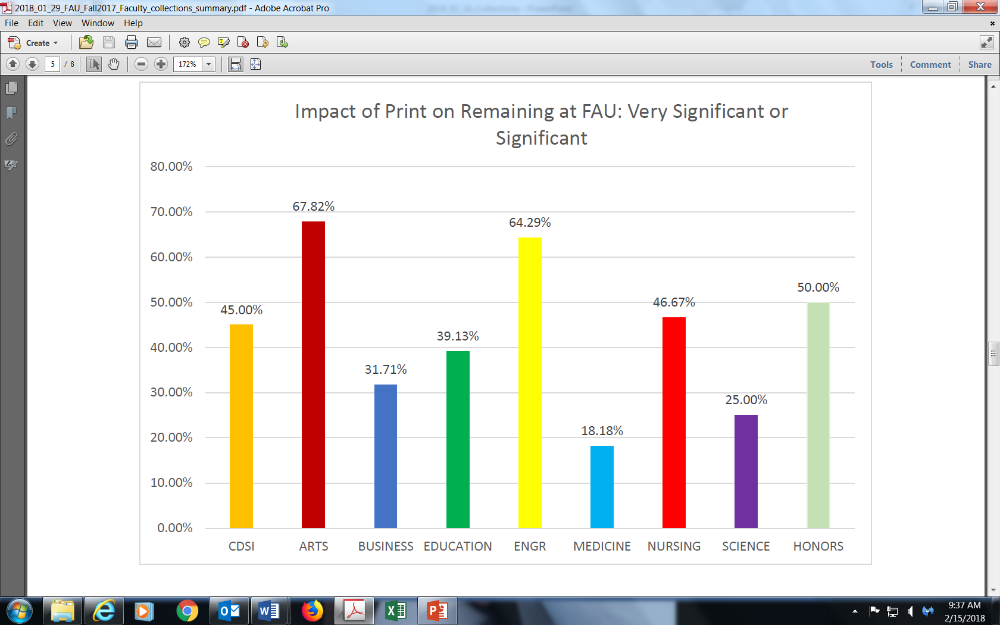 2018_01_29_FAU_Fall2017_Faculty_collections_summary.pdf - Adobe Acrobat Pro
File Edit View Window Help
Create
5 / 8 172% Tools Comment Share
Impact of Print on Remaining at FAU: Very Significant or
Significant
80.00%
70.00%
60.00%
50.00%
40.00%
30.00%
20.00%
10.00%
0.00%
45.00%
67.82%
31.71%
39.13%
64.29%
18.18%
46.67%
25.00%
50.00%
CDSI ARTS BUSINESS EDUCATION ENGR MEDICINE NURSING SCIENCE HONORS
9:37 AM
2/15/2018